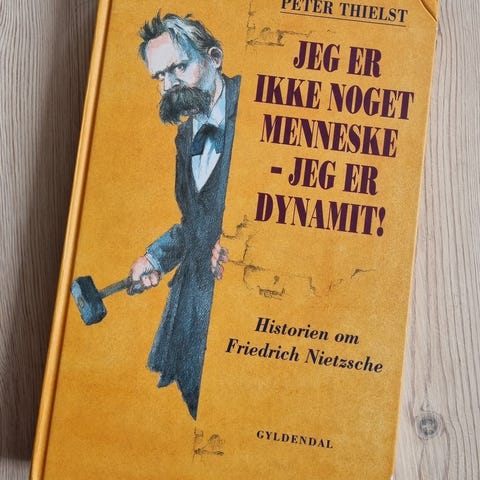 PETER THIELST
JEG ER
IKKE NOGET
MENNESKE
- JEG ER
DYNAMIT!
Historien om
Friedrich Nietzsche
GYLDENDAL